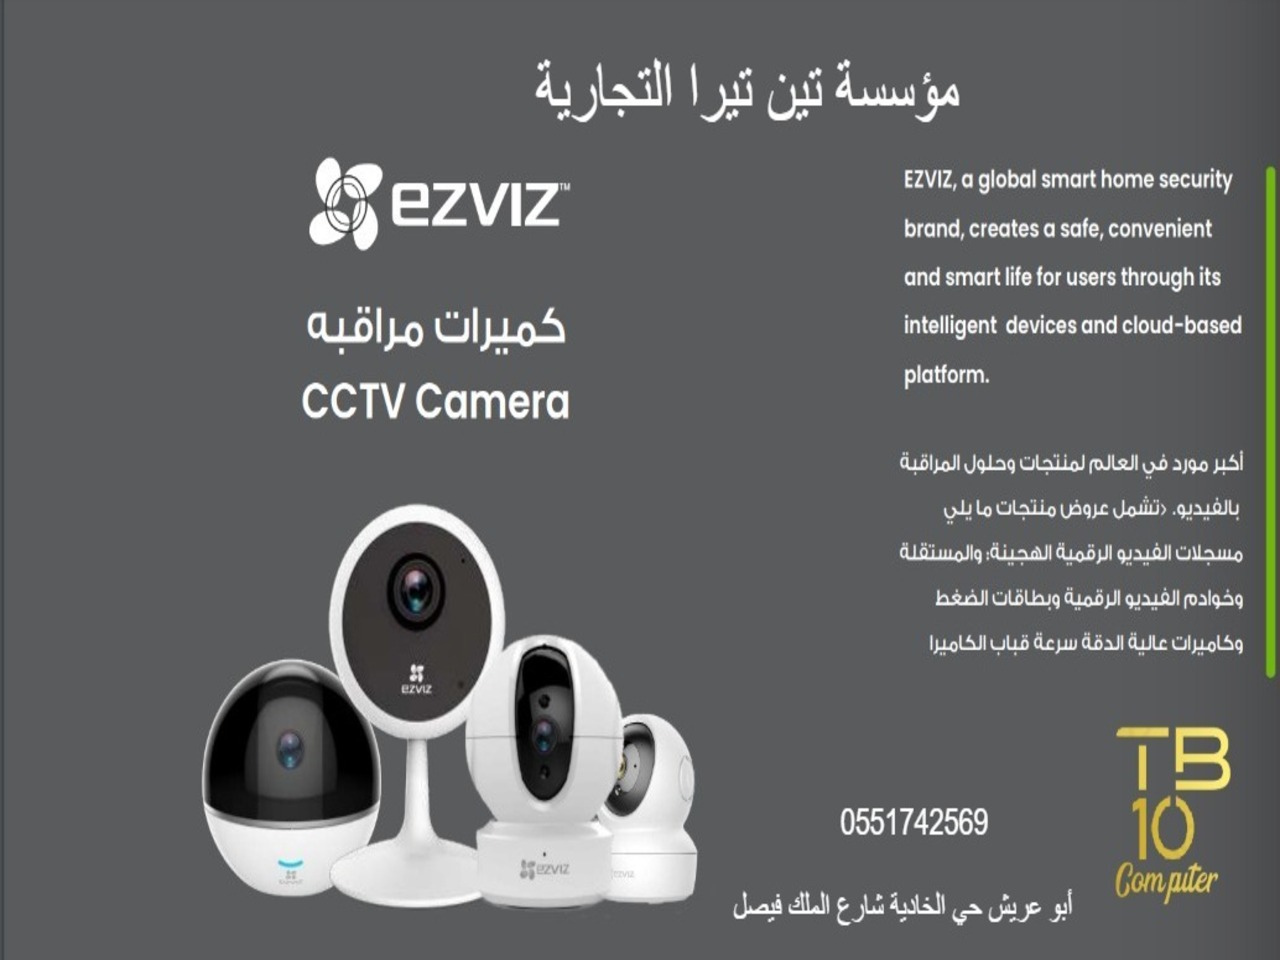 مؤسسة تين تيرا التجارية
EZVIZ™
كميرات مراقبه
CCTV Camera
EZVIZ, a global smart home security
brand, creates a safe, convenient
and smart life for users through its
intelligent devices and cloud-based
platform.
أكبر مورد في العالم لمنتجات وحلول المراقبة
بالفيديو. ‹تشمل عروض منتجات ما يلي
مسجلات الفيديو الرقمية الهجينة؛ والمستقلة
وخوادم الفيديو الرقمية وبطاقات الضغط
وكاميرات عالية الدقة سرعة قباب الكاميرا
ezviz
ezviz
ezviz
TB
10
Computer
0551742569
أبو عريش حي الخادية شارع الملك فيصل